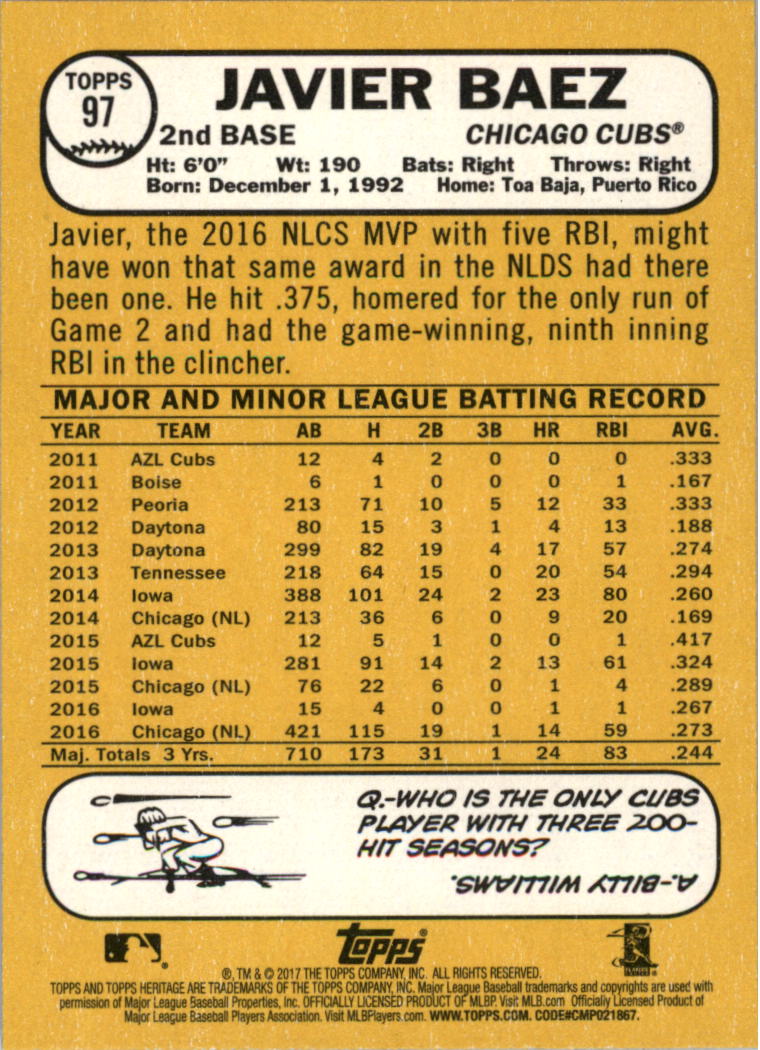 TOPPS
97
JAVIER BAEZ
2nd BASE CHICAGO CUBS®
Ht: 6'0" Wt: 190 Bats: Right Throws: Right
Born: December 1, 1992 Home: Toa Baja, Puerto Rico
Javier, the 2016 NLCS MVP with five RBI, might
have won that same award in the NLDS had there
been one. He hit .375, homered for the only run of
Game 2 and had the game-winning, ninth inning
RBI in the clincher.
MAJOR AND MINOR LEAGUE BATTING RECORD
YEAR TEAM AB H 2B 3B HR RBI AVG.
2011 AZL Cubs 12 4 2 0 0 0 .333
2011 Boise 6 1 0 0 0 1 .167
2012 Peoria 213 71 10 5 12 33 .333
2012 Daytona 80 15 3 1 4 13 .188
2013 Daytona 299 82 19 4 17 57 .274
2013 Tennessee 218 64 15 0 20 54 .294
2014 Iowa 388 101 24 2 23 80 .260
2014 Chicago (NL) 213 36 6 0 9 20 .169
2015 AZL Cubs 12 5 1 0 0 1 .417
2015 Iowa 281 91 14 2 13 61 .324
2015 Chicago (NL) 76 22 6 0 1 4 .289
2016 Iowa 15 4 0 0 1 1 .267
2016 Chicago (NL) 421 115 19 1 14 59 .273
Maj. Totals 3 Yrs. 710 173 31 1 24 83 .244
Q.-WHO IS THE ONLY CUBS
PLAYER WITH THREE 200-
HIT SEASONS?
A.-BILLY WILLIAMS.
topps®
®, TM & © 2017 THE TOPPS COMPANY, INC. ALL RIGHTS RESERVED.
TOPPS AND TOPPS HERITAGE ARE TRADEMARKS OF THE TOPPS COMPANY, INC. Major League Baseball trademarks and copyrights are used with
permission of Major League Baseball Properties, Inc. OFFICIALLY LICENSED PRODUCT OF MLBP. Visit MLB.com Officially Licensed Product of
Major League Baseball Players Association. Visit MLBPlayers.com. WWW.TOPPS.COM. CODE#CMP021867.